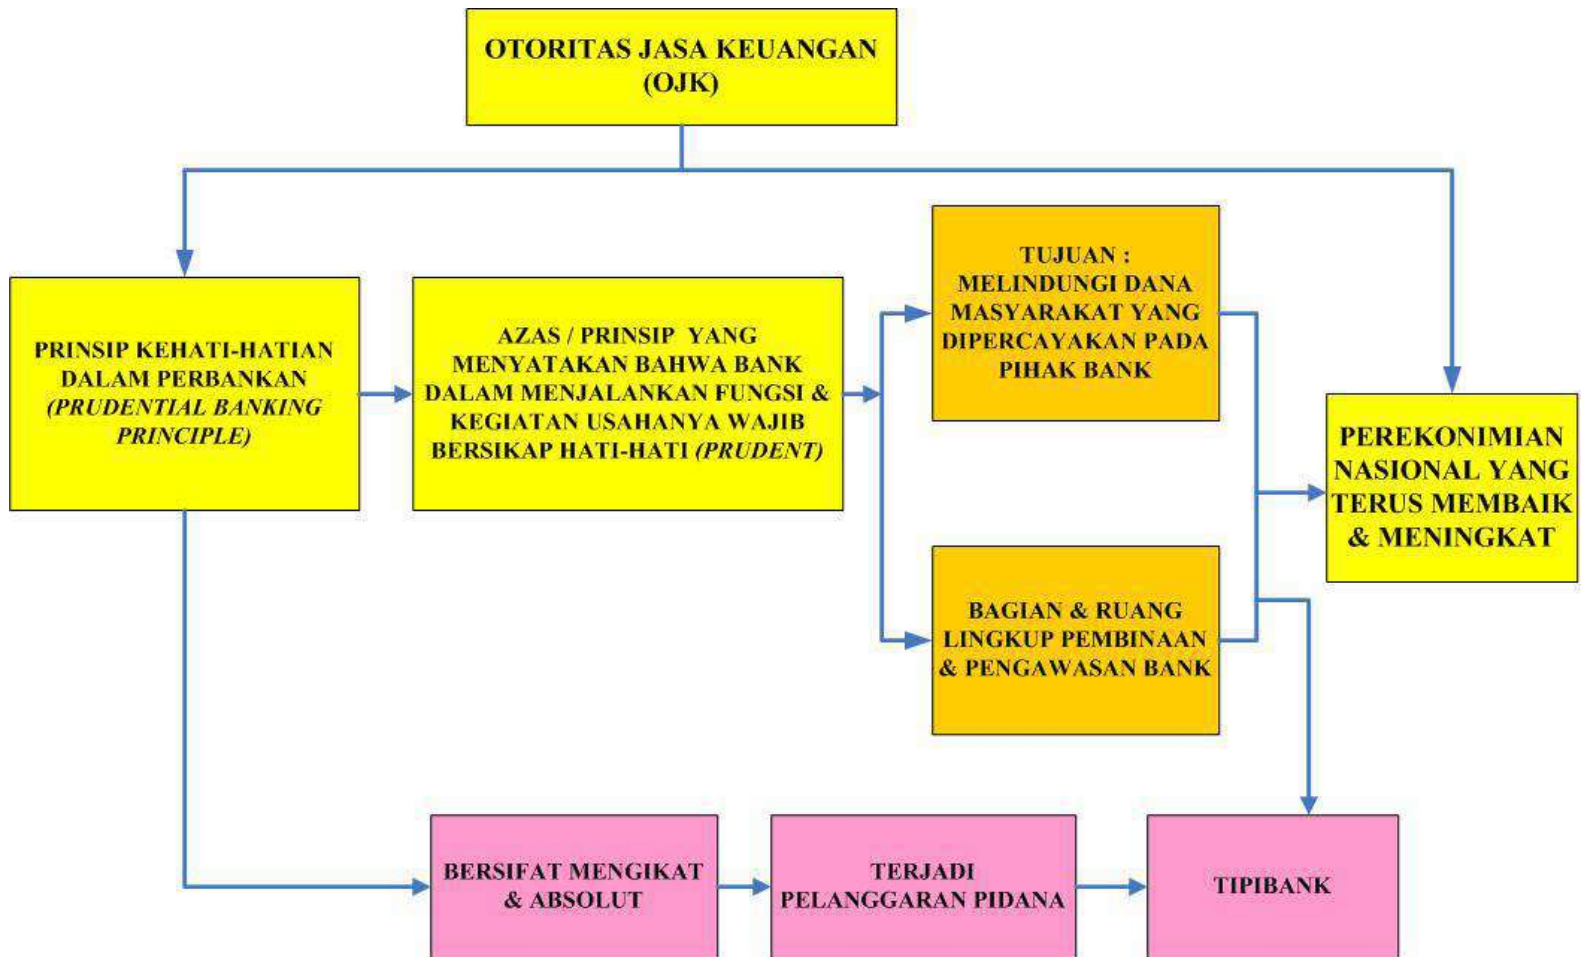 OTORITAS JASA KEUANGAN
(OJK)
PRINSIP KEHATI-HATIAN
DALAM PERBANKAN
(PRUDENTIAL BANKING
PRINCIPLE)
AZAS / PRINSIP YANG
MENYATAKAN BAHWA BANK
DALAM MENJALANKAN FUNGSI &
KEGIATAN USAHANYA WAJIB
BERSIKAP HATI-HATI (PRUDENT)
TUJUAN :
MELINDUNGI DANA
MASYARAKAT YANG
DIPERCAYAKAN PADA
PIHAK BANK
BAGIAN & RUANG
LINGKUP PEMBINAAN
& PENGAWASAN BANK
PEREKONIMIAN
NASIONAL YANG
TERUS MEMBAIK
& MENINGKAT
BERSIFAT MENGIKAT
& ABSOLUT
TERJADI
PELANGGARAN PIDANA
TIPIBANK